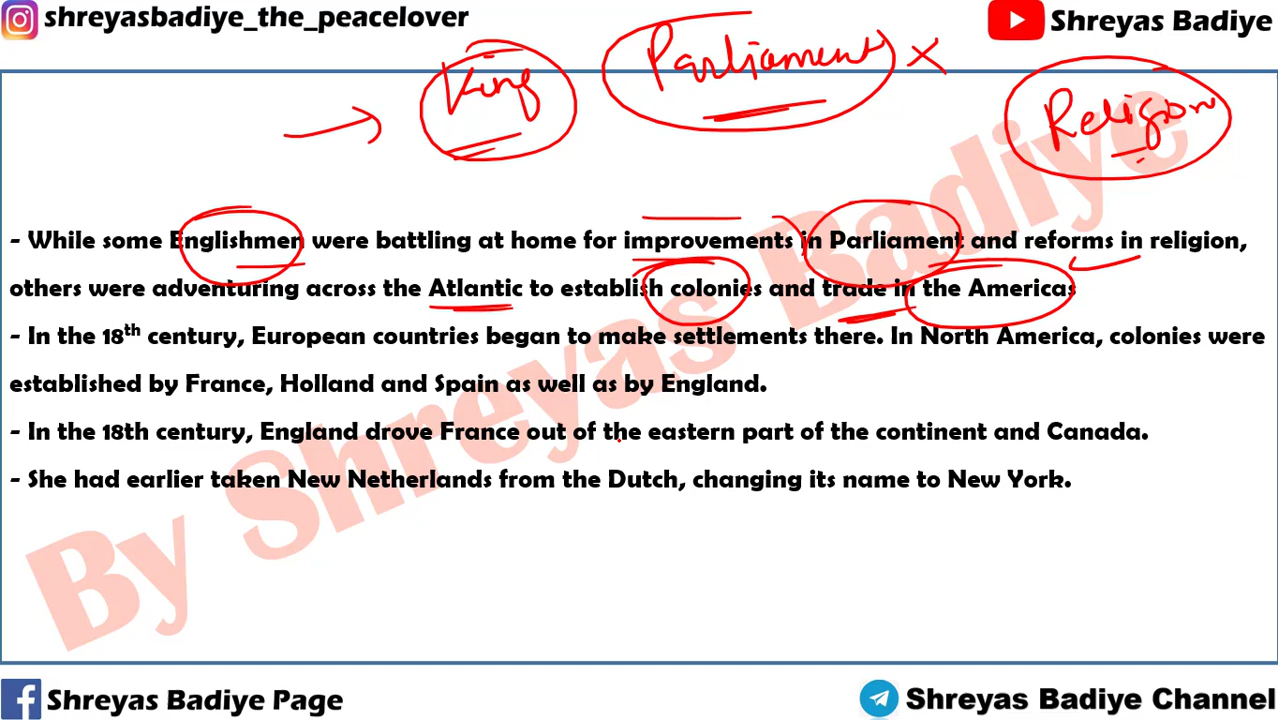 shreyasbadiye_the_peacelover
Shreyas Badiye
King
Parliament ×
Religion
- While some Englishmen were battling at home for improvements in Parliament and reforms in religion,
others were adventuring across the Atlantic to establish colonies and trade in the Americas
- In the 18th century, European countries began to make settlements there. In North America, colonies were
established by France, Holland and Spain as well as by England.
- In the 18th century, England drove France out of the eastern part of the continent and Canada.
- She had earlier taken New Netherlands from the Dutch, changing its name to New York.
By Shreyas Badiye
Shreyas Badiye Page
Shreyas Badiye Channel